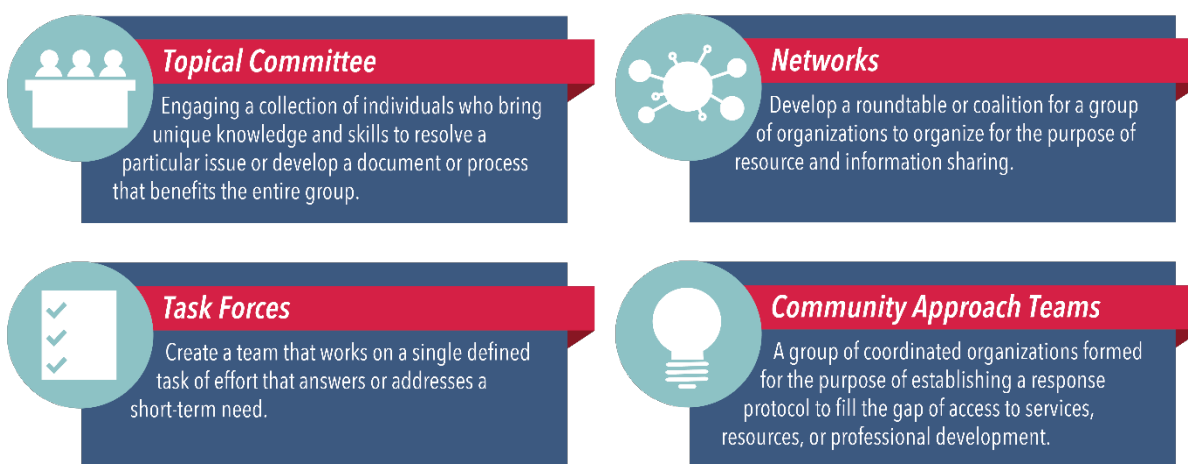 Topical Committee
Engaging a collection of individuals who bring
unique knowledge and skills to resolve a
particular issue or develop a document or process
that benefits the entire group.
Networks
Develop a roundtable or coalition for a group
of organizations to organize for the purpose of
resource and information sharing.
Task Forces
Create a team that works on a single defined
task of effort that answers or addresses a
short-term need.
Community Approach Teams
A group of coordinated organizations formed
for the purpose of establishing a response
protocol to fill the gap of access to services,
resources, or professional development.